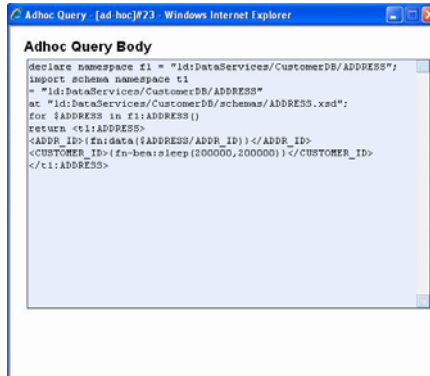 Adhoc Query - [ad-hoc]#23 - Windows Internet Explorer
Adhoc Query Body
declare namespace f1 = "ld:DataServices/CustomerDB/ADDRESS";
import schema namespace t1
= "ld:DataServices/CustomerDB/ADDRESS"
at "ld:DataServices/CustomerDB/schemas/ADDRESS.xsd";
for $ADDRESS in f1:ADDRESS()
return <t1:ADDRESS>
<ADDR_ID>{fn:data($ADDRESS/ADDR_ID)}</ADDR_ID>
<CUSTOMER_ID>{fn-bea:sleep(200000,200000)}</CUSTOMER_ID>
</t1:ADDRESS>